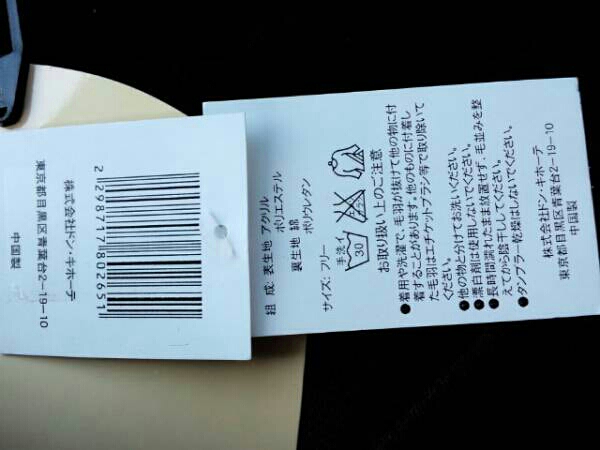 2 298717 802651
株式会社ドン・キホーテ
東京都目黒区青葉台2-19-10
中国製
組 成:表生地 アクリル
ポリエステル
裏生地 綿
ポリウレタン
サイズ:フリー
手洗イ
30
お取り扱い上のご注意
●着用や洗濯で、毛羽が抜けて他の物に付
着することがあります。他のものに付着し
た毛羽はエチケットブラシ等で取り除いて
ください。
●他の物と分けてお洗いください。
●漂白剤は使用しないでください。
●長時間濡れたまま放置せず、毛並みを整
えてから陰干ししてください。
●タンブラー乾燥はしないでください。
株式会社ドン・キホーテ
東京都目黒区青葉台2-19-10
中国製